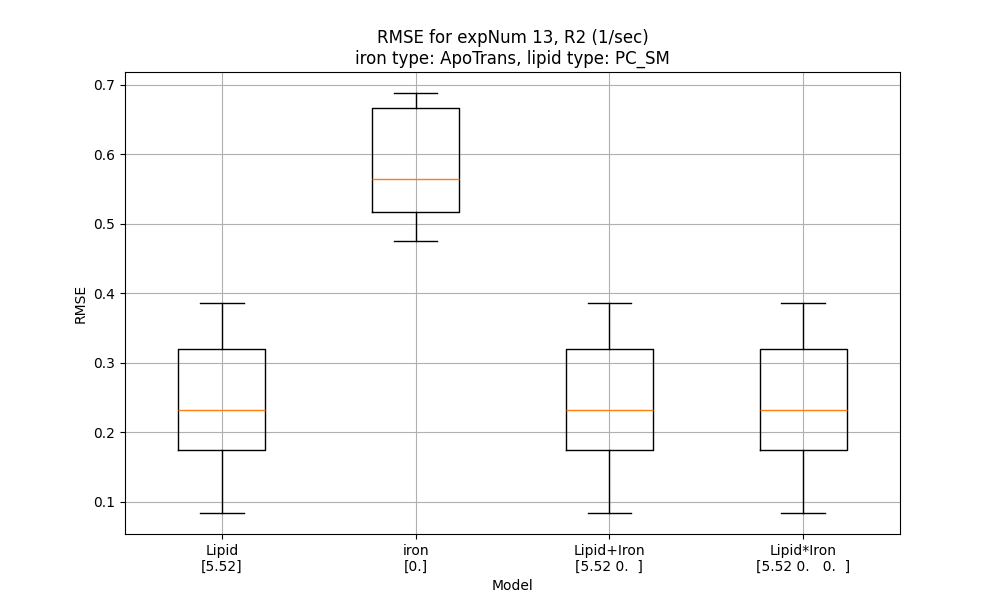 RMSE for expNum 13, R2 (1/sec)
iron type: ApoTrans, lipid type: PC_SM
RMSE
0.7
0.6
0.5
0.4
0.3
0.2
0.1
Lipid
[5.52]
iron
[0.]
Lipid+Iron
[5.52 0.  ]
Lipid*Iron
[5.52 0.   0.  ]
Model